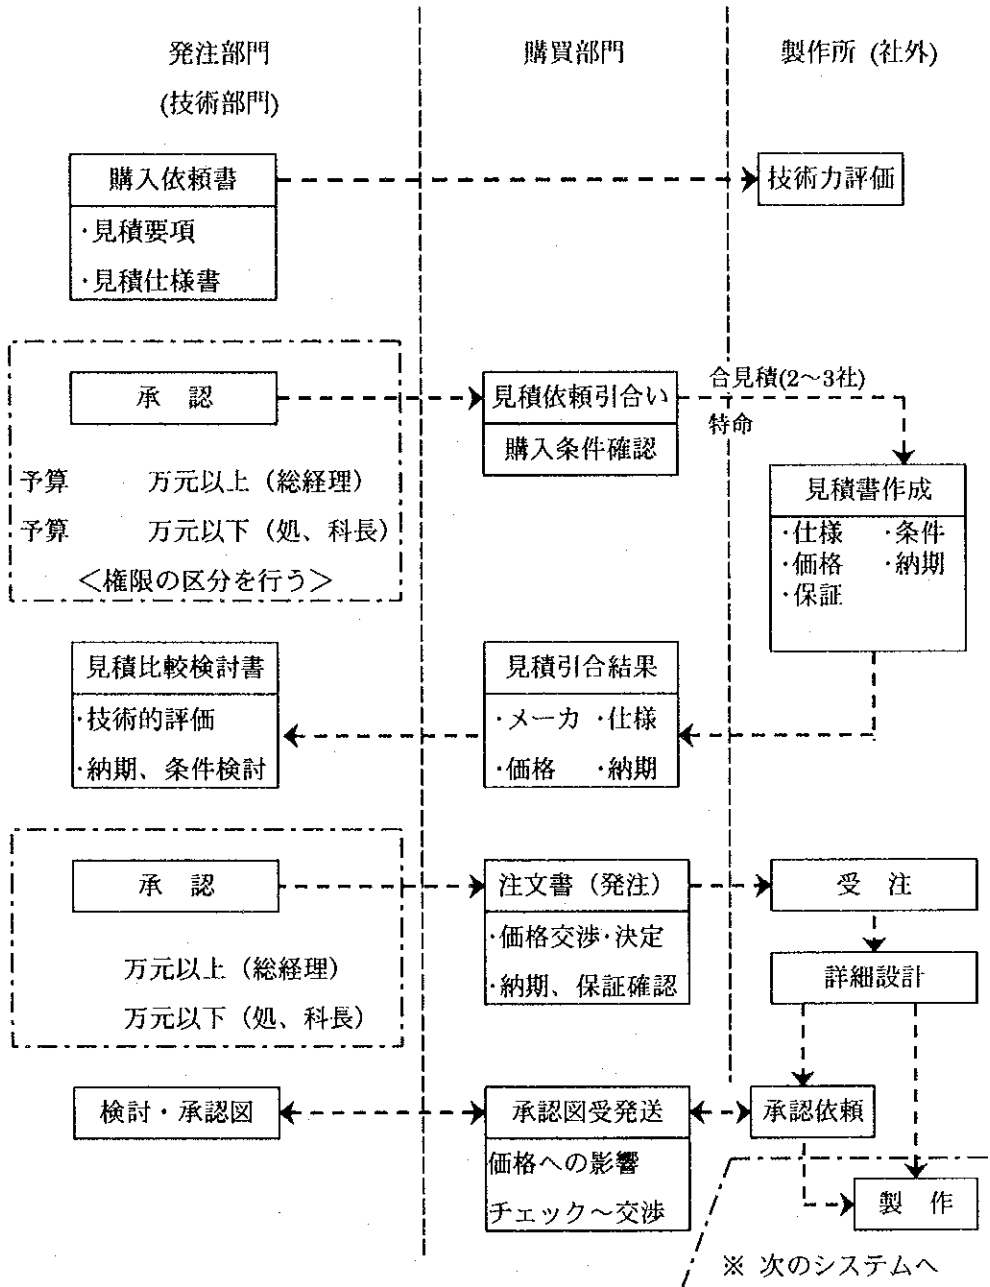 発注部門
(技術部門)
購買部門
製作所 (社外)
購入依頼書
・見積要項
・見積仕様書
技術力評価
承 認
予算 万元以上 (総経理)
予算 万元以下 (処、科長)
＜権限の区分を行う＞
見積依頼引合い
購入条件確認
合見積(2～3社)
特命
見積書作成
・仕様 ・条件
・価格 ・納期
・保証
見積比較検討書
・技術的評価
・納期、条件検討
見積引合結果
・メーカ ・仕様
・価格 ・納期
承 認
万元以上 (総経理)
万元以下 (処、科長)
注文書 (発注)
・価格交渉・決定
・納期、保証確認
受 注
詳細設計
検討・承認図
承認図受発送
価格への影響
チェック～交渉
承認依頼
製 作
※ 次のシステムへ